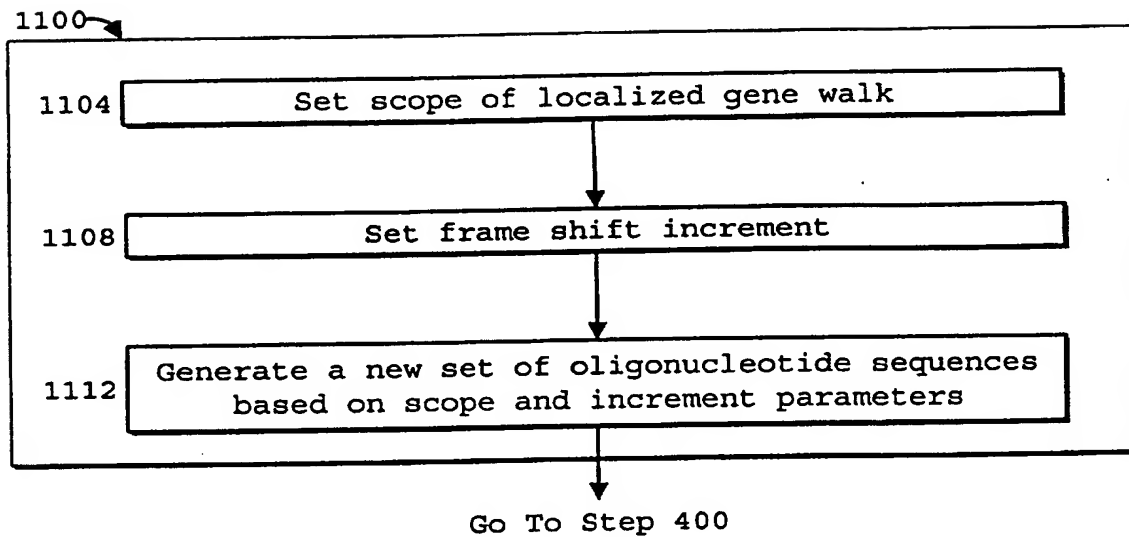 1100
1104
Set scope of localized gene walk
1108
Set frame shift increment
1112
Generate a new set of oligonucleotide sequences
based on scope and increment parameters
Go To Step 400